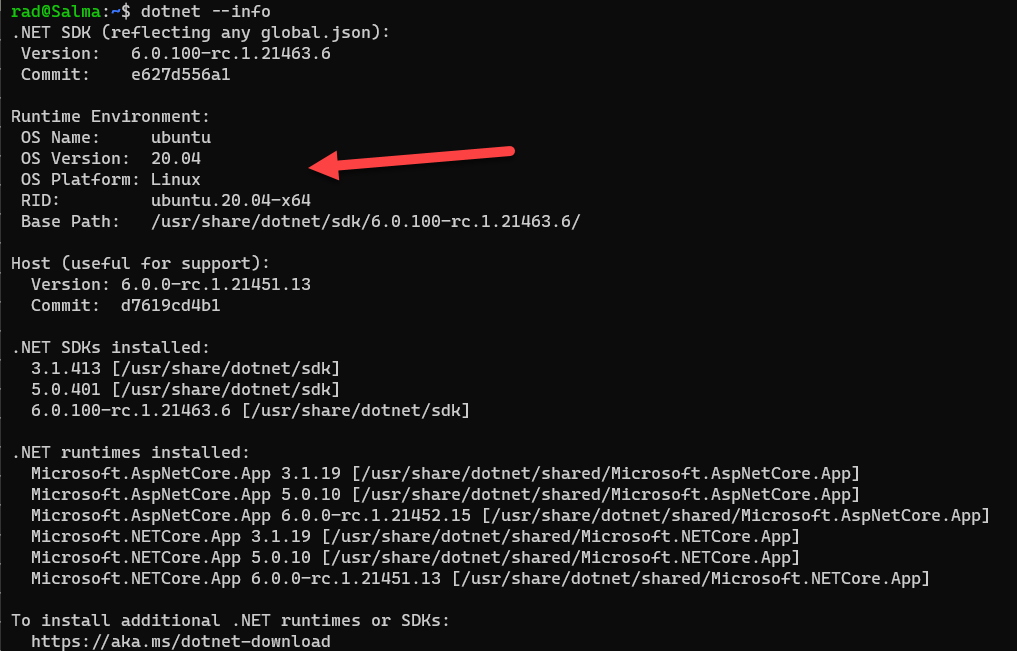 rad@Salma:~$ dotnet --info
.NET SDK (reflecting any global.json):
 Version:   6.0.100-rc.1.21463.6
 Commit:    e627d556a1

Runtime Environment:
 OS Name:     ubuntu
 OS Version:  20.04
 OS Platform: Linux
 RID:         ubuntu.20.04-x64
 Base Path:   /usr/share/dotnet/sdk/6.0.100-rc.1.21463.6/

Host (useful for support):
  Version: 6.0.0-rc.1.21451.13
  Commit:  d7619cd4b1

.NET SDKs installed:
  3.1.413 [/usr/share/dotnet/sdk]
  5.0.401 [/usr/share/dotnet/sdk]
  6.0.100-rc.1.21463.6 [/usr/share/dotnet/sdk]

.NET runtimes installed:
  Microsoft.AspNetCore.App 3.1.19 [/usr/share/dotnet/shared/Microsoft.AspNetCore.App]
  Microsoft.AspNetCore.App 5.0.10 [/usr/share/dotnet/shared/Microsoft.AspNetCore.App]
  Microsoft.AspNetCore.App 6.0.0-rc.1.21452.15 [/usr/share/dotnet/shared/Microsoft.AspNetCore.App]
  Microsoft.NETCore.App 3.1.19 [/usr/share/dotnet/shared/Microsoft.NETCore.App]
  Microsoft.NETCore.App 5.0.10 [/usr/share/dotnet/shared/Microsoft.NETCore.App]
  Microsoft.NETCore.App 6.0.0-rc.1.21451.13 [/usr/share/dotnet/shared/Microsoft.NETCore.App]

To install additional .NET runtimes or SDKs:
  https://aka.ms/dotnet-download